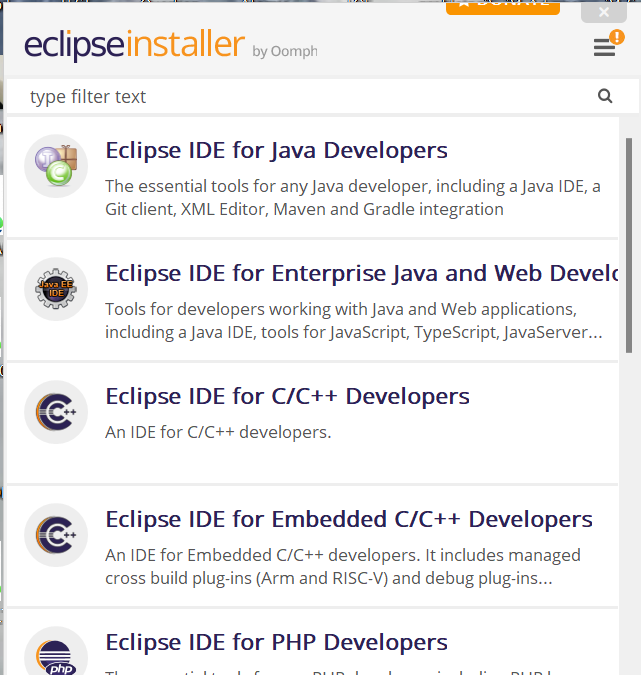 eclipseinstaller by Oomph
type filter text
Eclipse IDE for Java Developers
The essential tools for any Java developer, including a Java IDE, a
Git client, XML Editor, Maven and Gradle integration
Java EE
IDE
Eclipse IDE for Enterprise Java and Web Develo
Tools for developers working with Java and Web applications,
including a Java IDE, tools for JavaScript, TypeScript, JavaServer...
C++
Eclipse IDE for C/C++ Developers
An IDE for C/C++ developers.
C++
Eclipse IDE for Embedded C/C++ Developers
An IDE for Embedded C/C++ developers. It includes managed
cross build plug-ins (Arm and RISC-V) and debug plug-ins...
php
Eclipse IDE for PHP Developers